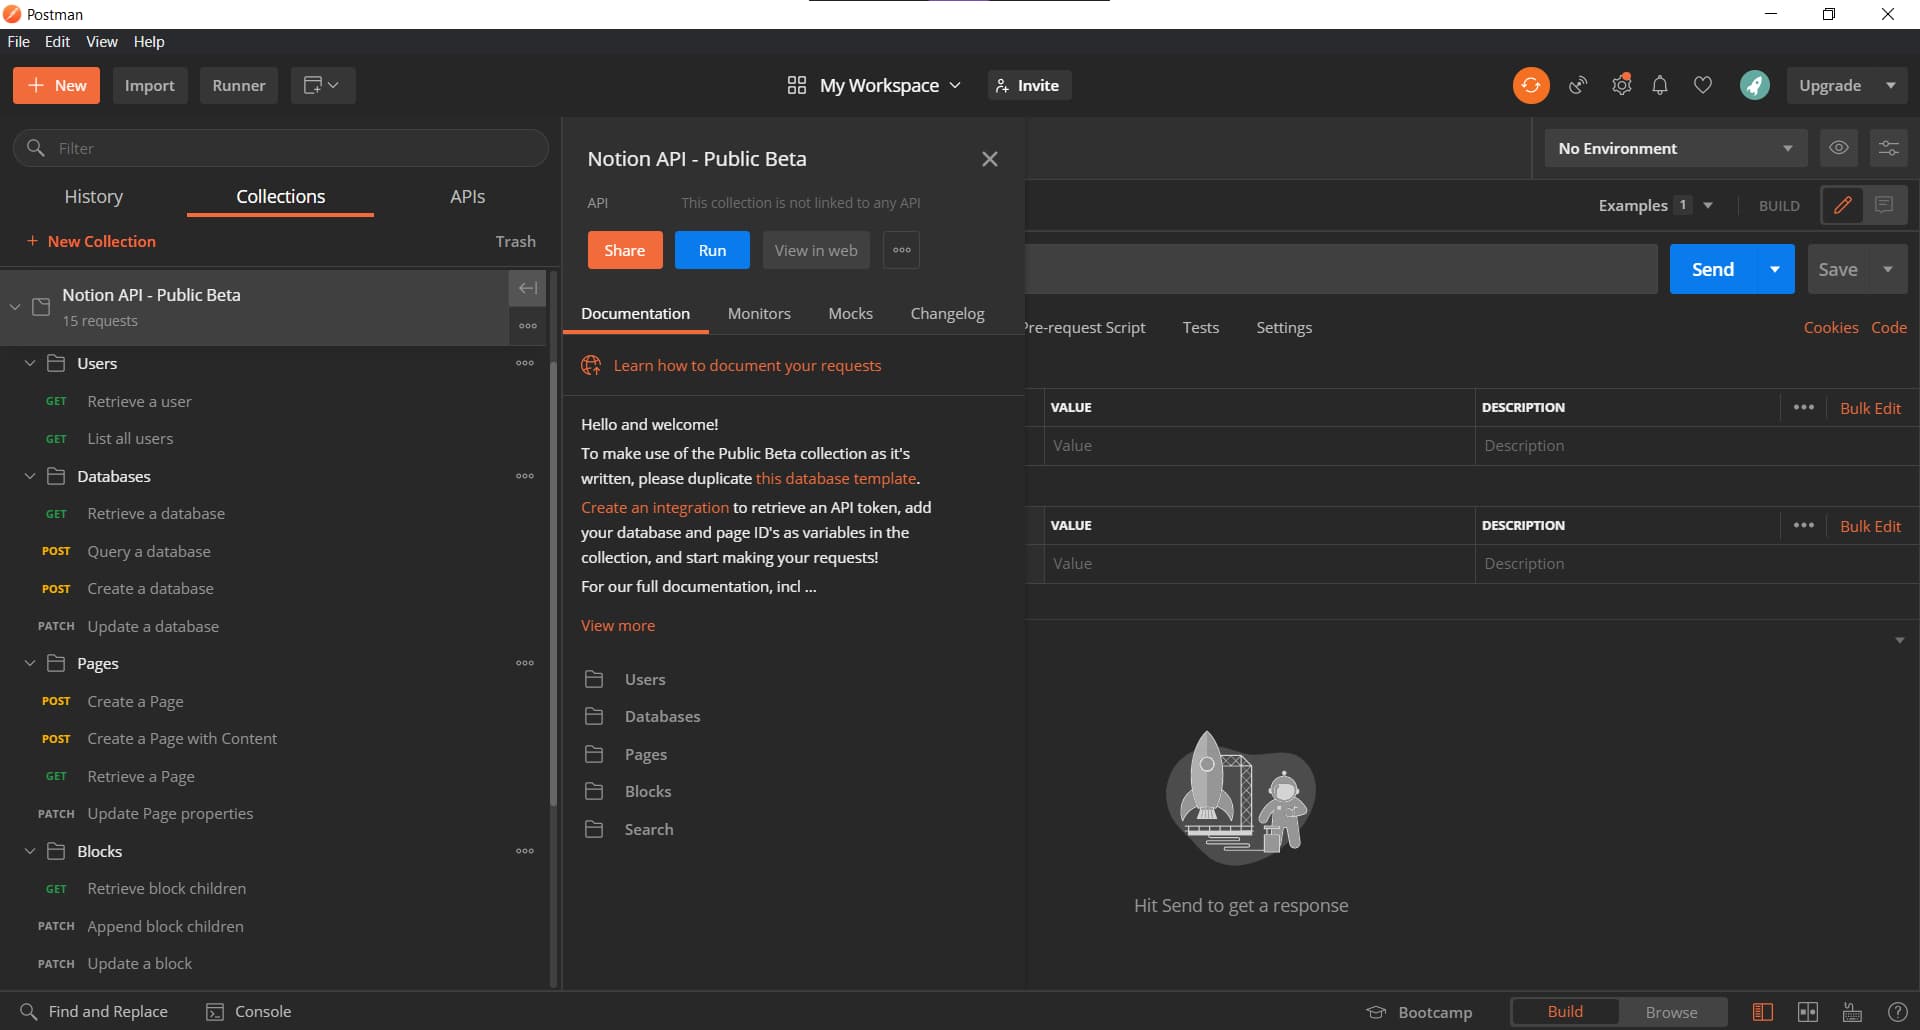 Postman
File Edit View Help
+ New Import Runner
My Workspace
Invite
Upgrade
Filter
History Collections APIs
+ New Collection Trash
Notion API - Public Beta
15 requests
Users
GET Retrieve a user
GET List all users
Databases
GET Retrieve a database
POST Query a database
POST Create a database
PATCH Update a database
Pages
POST Create a Page
POST Create a Page with Content
GET Retrieve a Page
PATCH Update Page properties
Blocks
GET Retrieve block children
PATCH Append block children
PATCH Update a block
Notion API - Public Beta
API This collection is not linked to any API
Share Run View in web
Documentation Monitors Mocks Changelog
Learn how to document your requests
Hello and welcome!
To make use of the Public Beta collection as it's
written, please duplicate this database template.
Create an integration to retrieve an API token, add
your database and page ID's as variables in the
collection, and start making your requests!
For our full documentation, incl ...
View more
Users
Databases
Pages
Blocks
Search
No Environment
Examples 1 BUILD
Send Save
Pre-request Script Tests Settings Cookies Code
VALUE DESCRIPTION Bulk Edit
Value Description
VALUE DESCRIPTION Bulk Edit
Value Description
Hit Send to get a response
Find and Replace Console
Bootcamp Build Browse